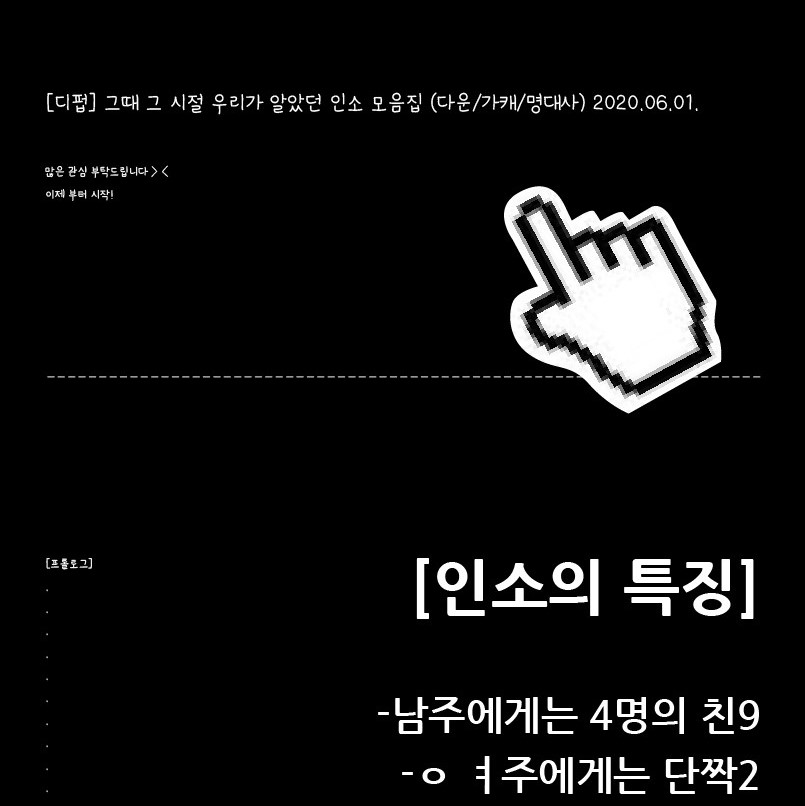 [디펍] 그때 그 시절 우리가 알았던 인소 모음집 (다운/가캐/명대사) 2020.06.01.
많은 관심 부탁드립니다 > <
이제 부터 시작!
[프롤로그]
[인소의 특징]
-남주에게는 4명의 친9
-ㅇ ㅕ주에게는 단짝2